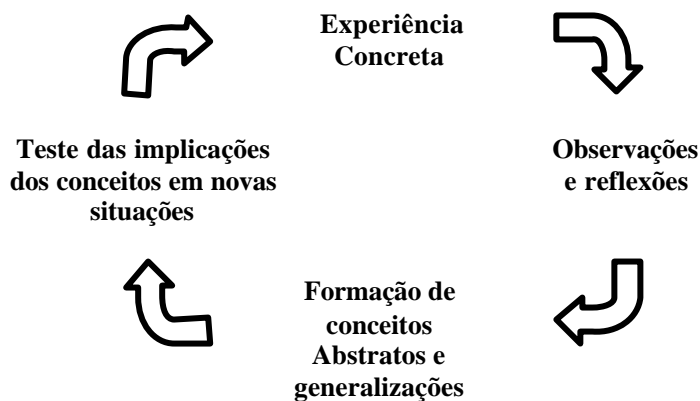 Experiência
Concreta
Teste das implicações
dos conceitos em novas
situações
Observações
e reflexões
Formação de
conceitos
Abstratos e
generalizações